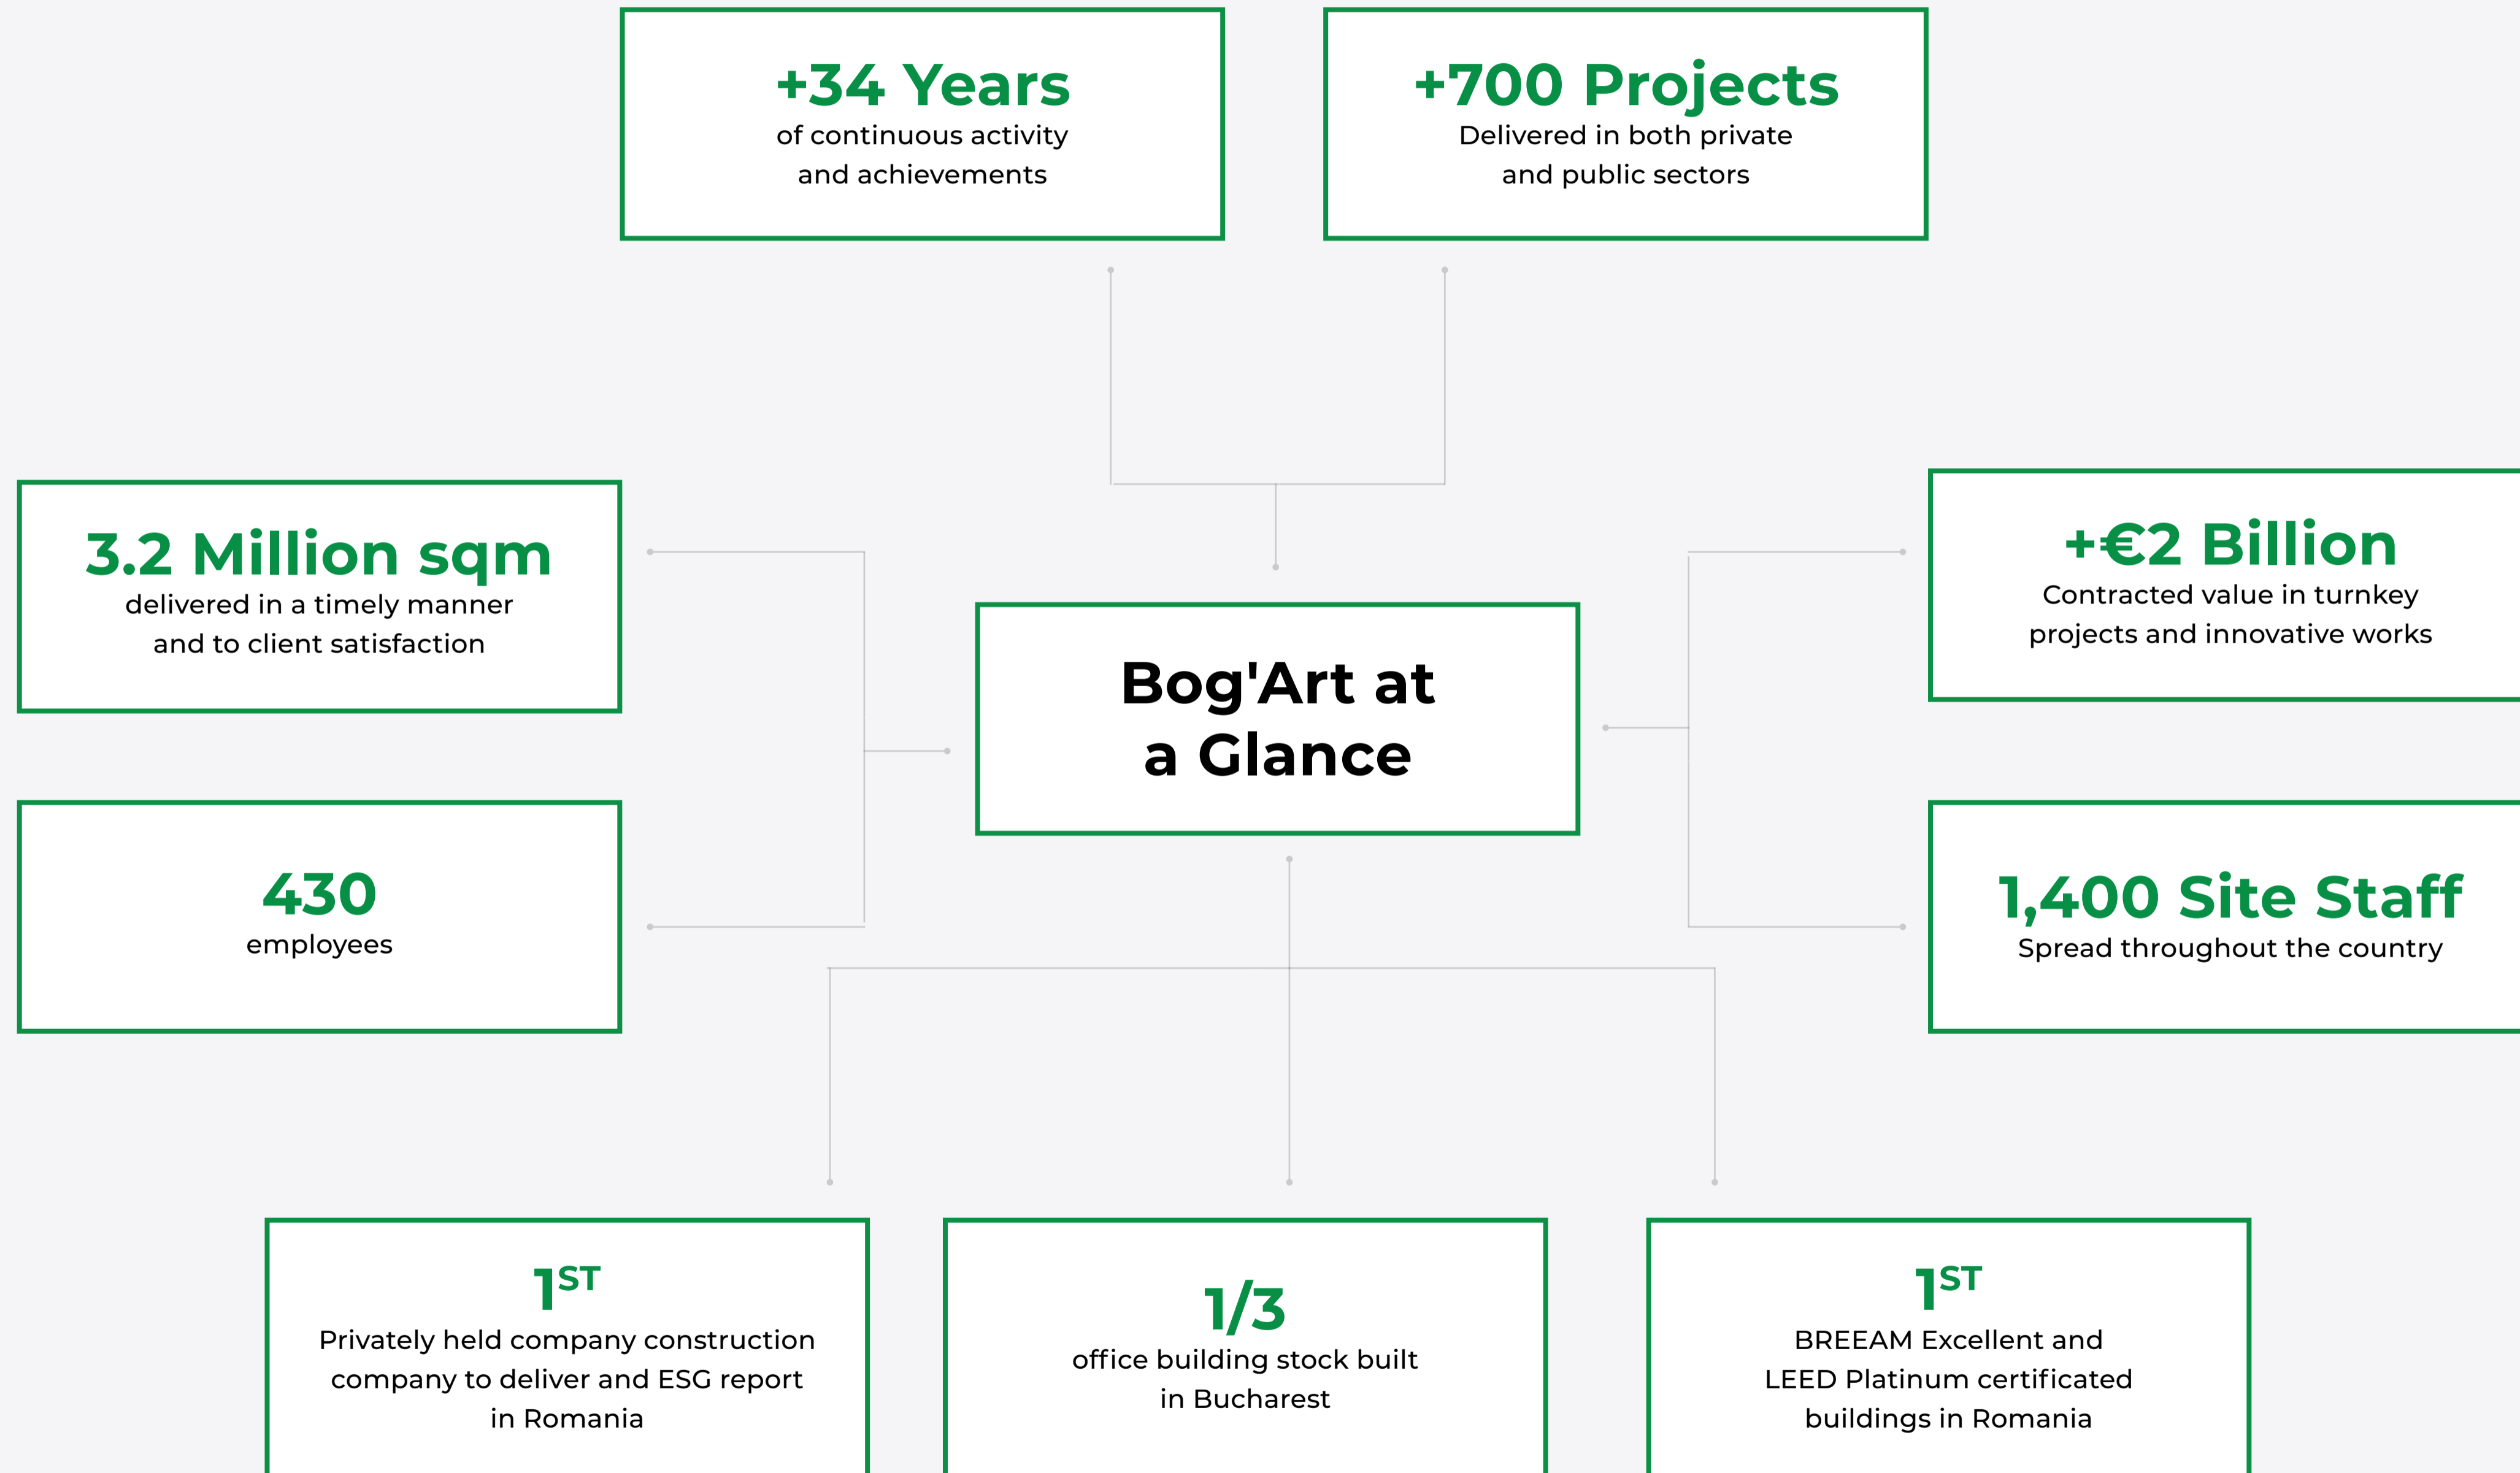 +34 Years
of continuous activity
and achievements
+700 Projects
Delivered in both private
and public sectors
3.2 Million sqm
delivered in a timely manner
and to client satisfaction
+€2 Billion
Contracted value in turnkey
projects and innovative works
Bog'Art at
a Glance
430
employees
1,400 Site Staff
Spread throughout the country
1ST
Privately held company construction
company to deliver and ESG report
in Romania
1/3
office building stock built
in Bucharest
1ST
BREEAM Excellent and
LEED Platinum certificated
buildings in Romania